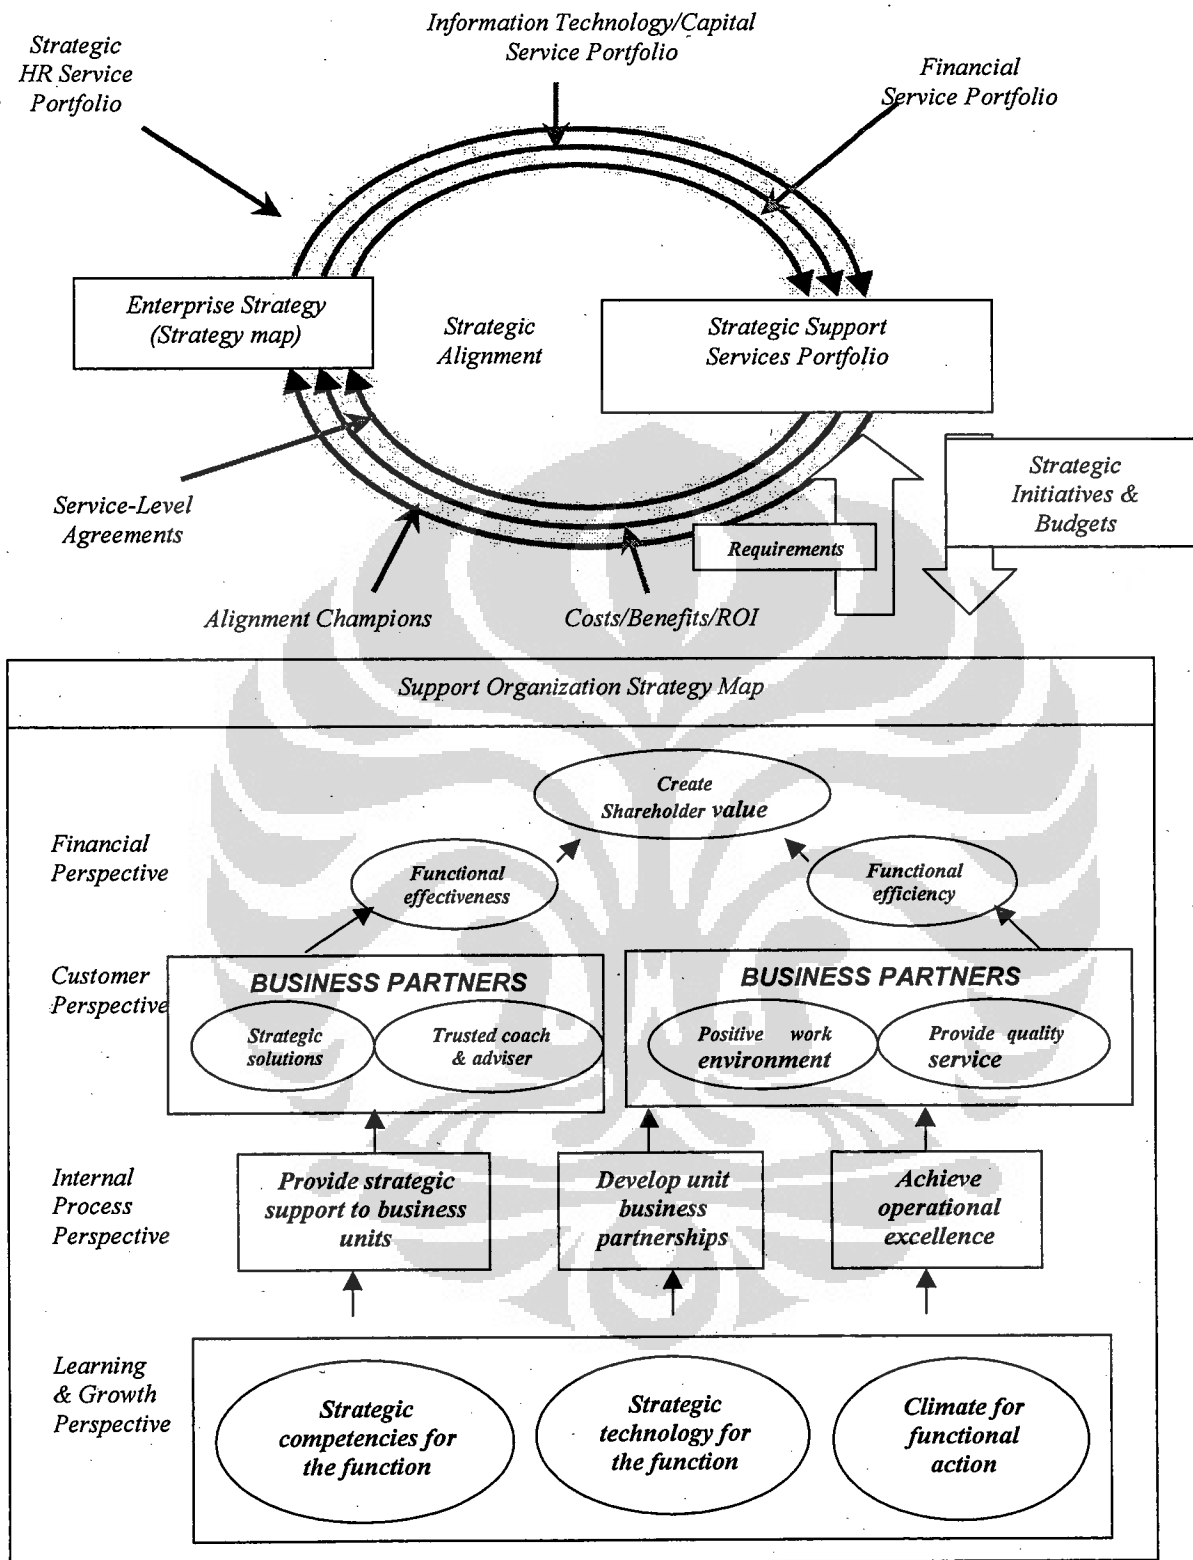 Strategic
HR Service
Portfolio
Information Technology/Capital
Service Portfolio
Financial
Service Portfolio
Enterprise Strategy
(Strategy map)
Strategic
Alignment
Strategic Support
Services Portfolio
Service-Level
Agreements
Strategic
Initiatives &
Budgets
Requirements
Alignment Champions
Costs/Benefits/ROI
Support Organization Strategy Map
Financial
Perspective
Create
Shareholder value
Functional
effectiveness
Functional
efficiency
Customer
Perspective
BUSINESS PARTNERS
Strategic
solutions
Trusted coach
& adviser
BUSINESS PARTNERS
Positive work
environment
Provide quality
service
Internal
Process
Perspective
Provide strategic
support to business
units
Develop unit
business
partnerships
Achieve
operational
excellence
Learning
& Growth
Perspective
Strategic
competencies for
the function
Strategic
technology for
the function
Climate for
functional
action